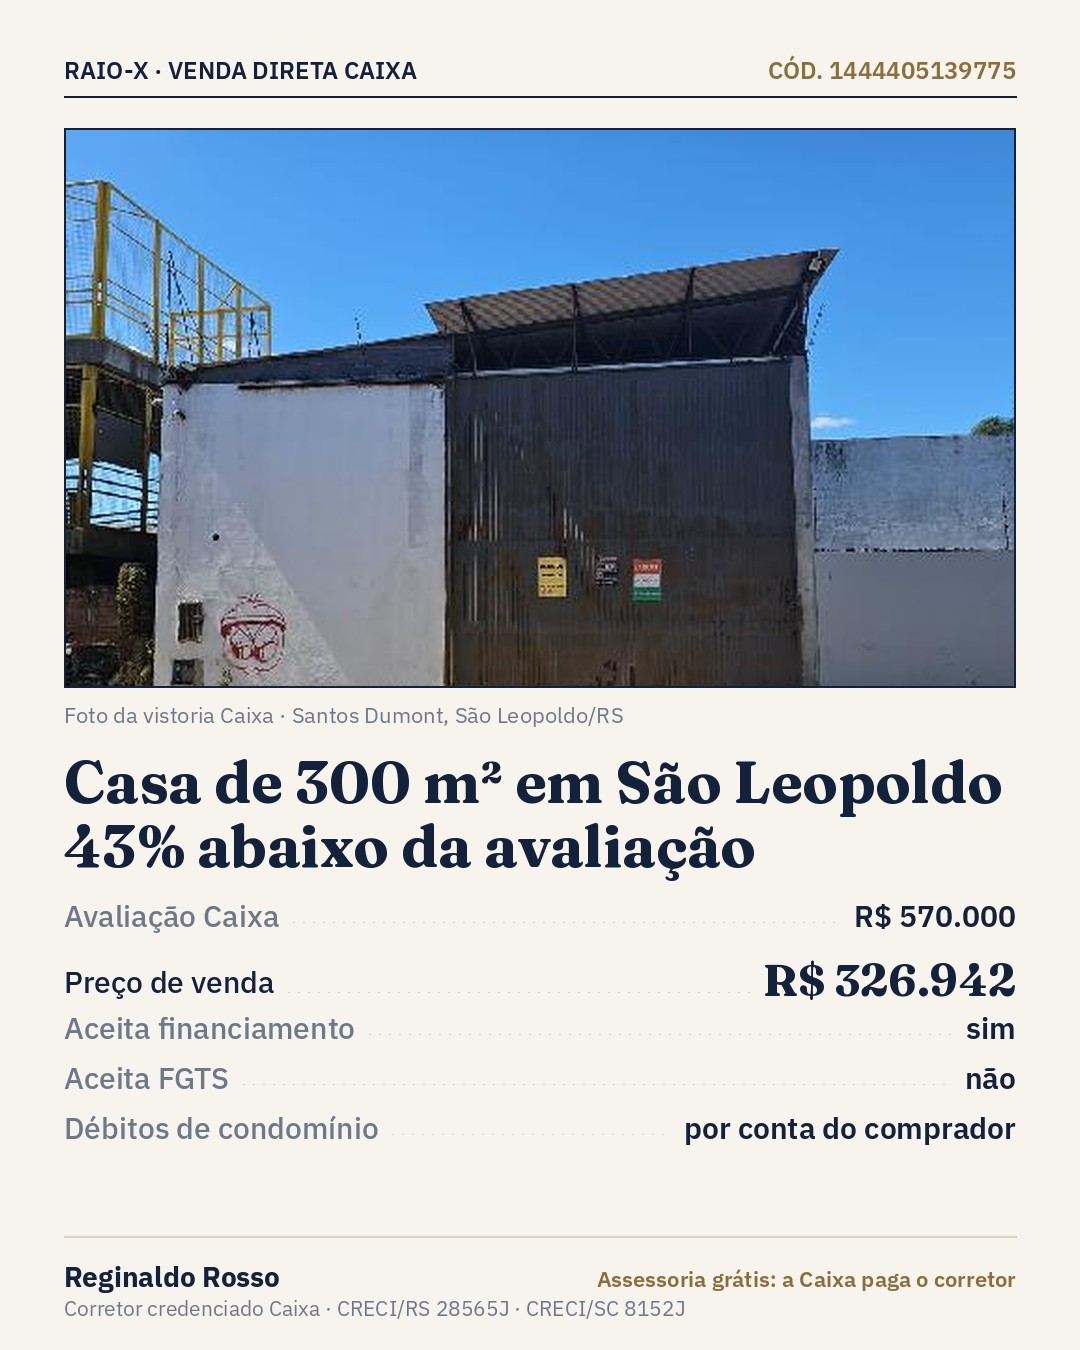 RAIO-X · VENDA DIRETA CAIXA
CÓD. 1444405139775
Foto da vistoria Caixa · Santos Dumont, São Leopoldo/RS
Casa de 300 m² em São Leopoldo
43% abaixo da avaliação
Avaliação Caixa R$ 570.000
Preço de venda R$ 326.942
Aceita financiamento sim
Aceita FGTS não
Débitos de condomínio por conta do comprador
Reginaldo Rosso
Assessoria grátis: a Caixa paga o corretor
Corretor credenciado Caixa · CRECI/RS 28565J · CRECI/SC 8152J